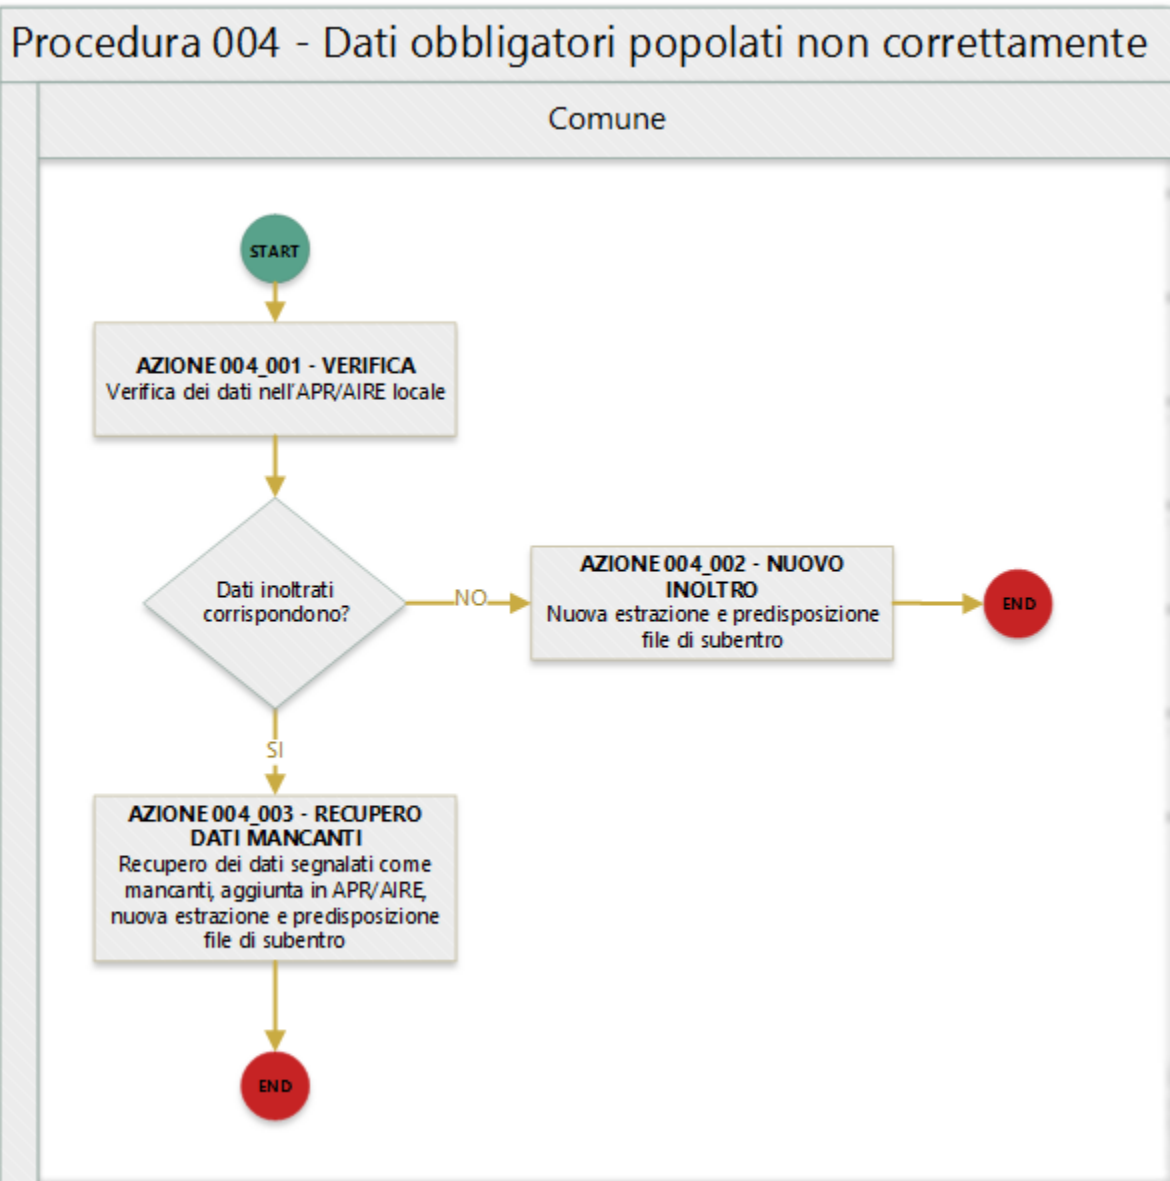 Procedura 004 - Dati obbligatori popolati non correttamente
Comune
START
AZIONE 004_001 - VERIFICA
Verifica dei dati nell'APR/AIRE locale
Dati inoltrati
corrispondono?
NO
AZIONE 004_002 - NUOVO
INOLTRO
Nuova estrazione e predisposizione
file di subentro
END
SI
AZIONE 004_003 - RECUPERO
DATI MANCANTI
Recupero dei dati segnalati come
mancanti, aggiunta in APR/AIRE,
nuova estrazione e predisposizione
file di subentro
END